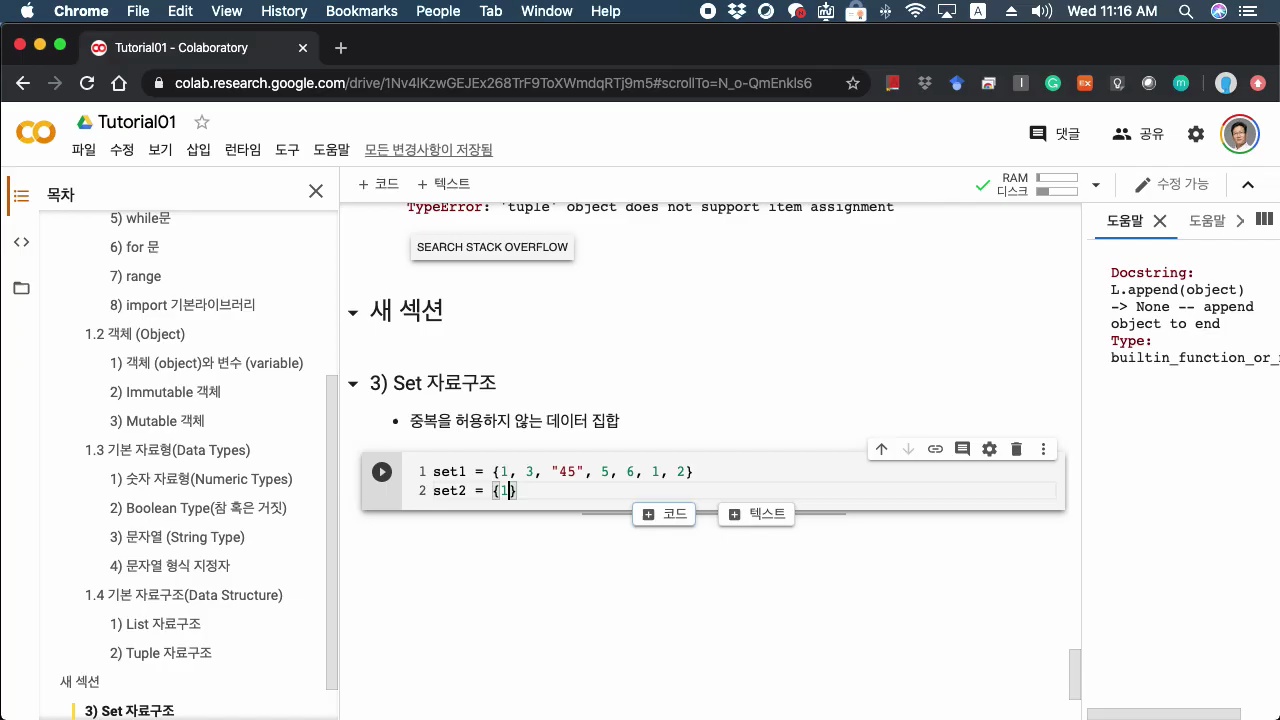 Chrome File Edit View History Bookmarks People Tab Window Help Wed 11:16 AM
Tutorial01 - Colaboratory
colab.research.google.com/drive/1Nv4lKzwGEJEx268TrF9ToXWmdqRTj9m5#scrollTo=N_o-QmEnkls6
Tutorial01
파일 수정 보기 삽입 런타임 도구 도움말 모든 변경사항이 저장됨
댓글 공유
목차
+ 코드 + 텍스트
RAM
디스크
수정 가능
5) while문
6) for 문
7) range
8) import 기본라이브러리
1.2 객체 (Object)
1) 객체 (object)와 변수 (variable)
2) Immutable 객체
3) Mutable 객체
1.3 기본 자료형(Data Types)
1) 숫자 자료형(Numeric Types)
2) Boolean Type(참 혹은 거짓)
3) 문자열 (String Type)
4) 문자열 형식 지정자
1.4 기본 자료구조(Data Structure)
1) List 자료구조
2) Tuple 자료구조
새 섹션
3) Set 자료구조
TypeError: 'tuple' object does not support item assignment
SEARCH STACK OVERFLOW
새 섹션
3) Set 자료구조
• 중복을 허용하지 않는 데이터 집합
1 set1 = {1, 3, "45", 5, 6, 1, 2}
2 set2 = {1}
코드 텍스트
도움말 도움말
Docstring:
L.append(object)
-> None -- append
object to end
Type: